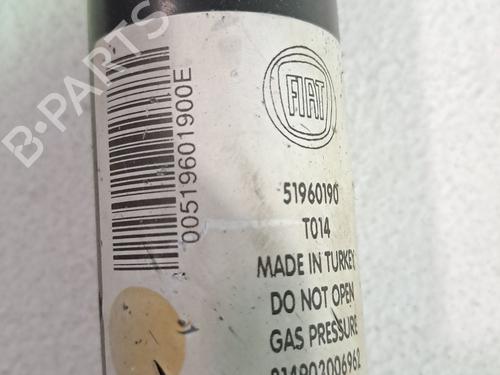 B-PARTS
00519601900E
FIAT
51960190
T014
MADE IN TURKEY
DO NOT OPEN
GAS PRESSURE